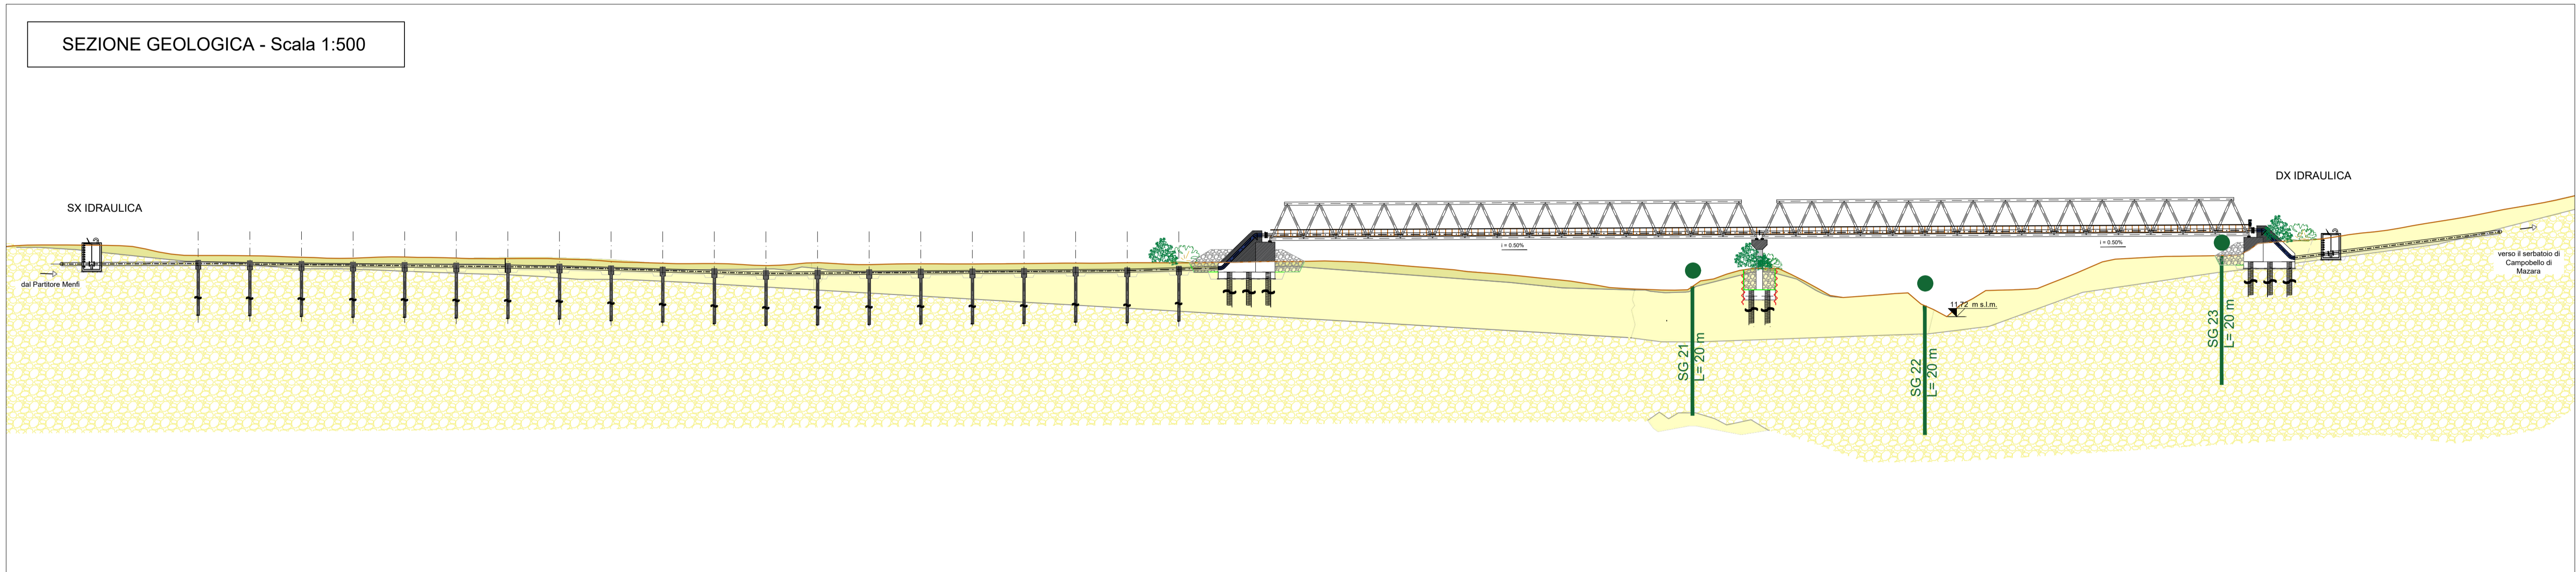 SEZIONE GEOLOGICA - Scala 1:500
SX IDRAULICA
DX IDRAULICA
dal Partitore Menfi
i = 0.50%
i = 0.50%
verso il serbatoio di
Campobello di
Mazara
11.72 m s.l.m.
SG 21
L= 20 m
SG 22
L= 20 m
SG 23
L= 20 m